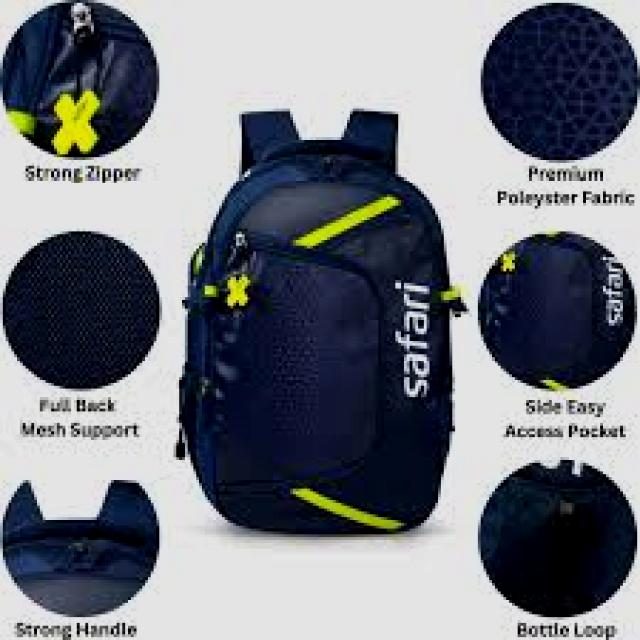 Strong Zipper
Premium
Poleyster Fabric
safari
safari
Full Back
Mesh Support
Side Easy
Access Pocket
Strong Handle
Bottle Loop